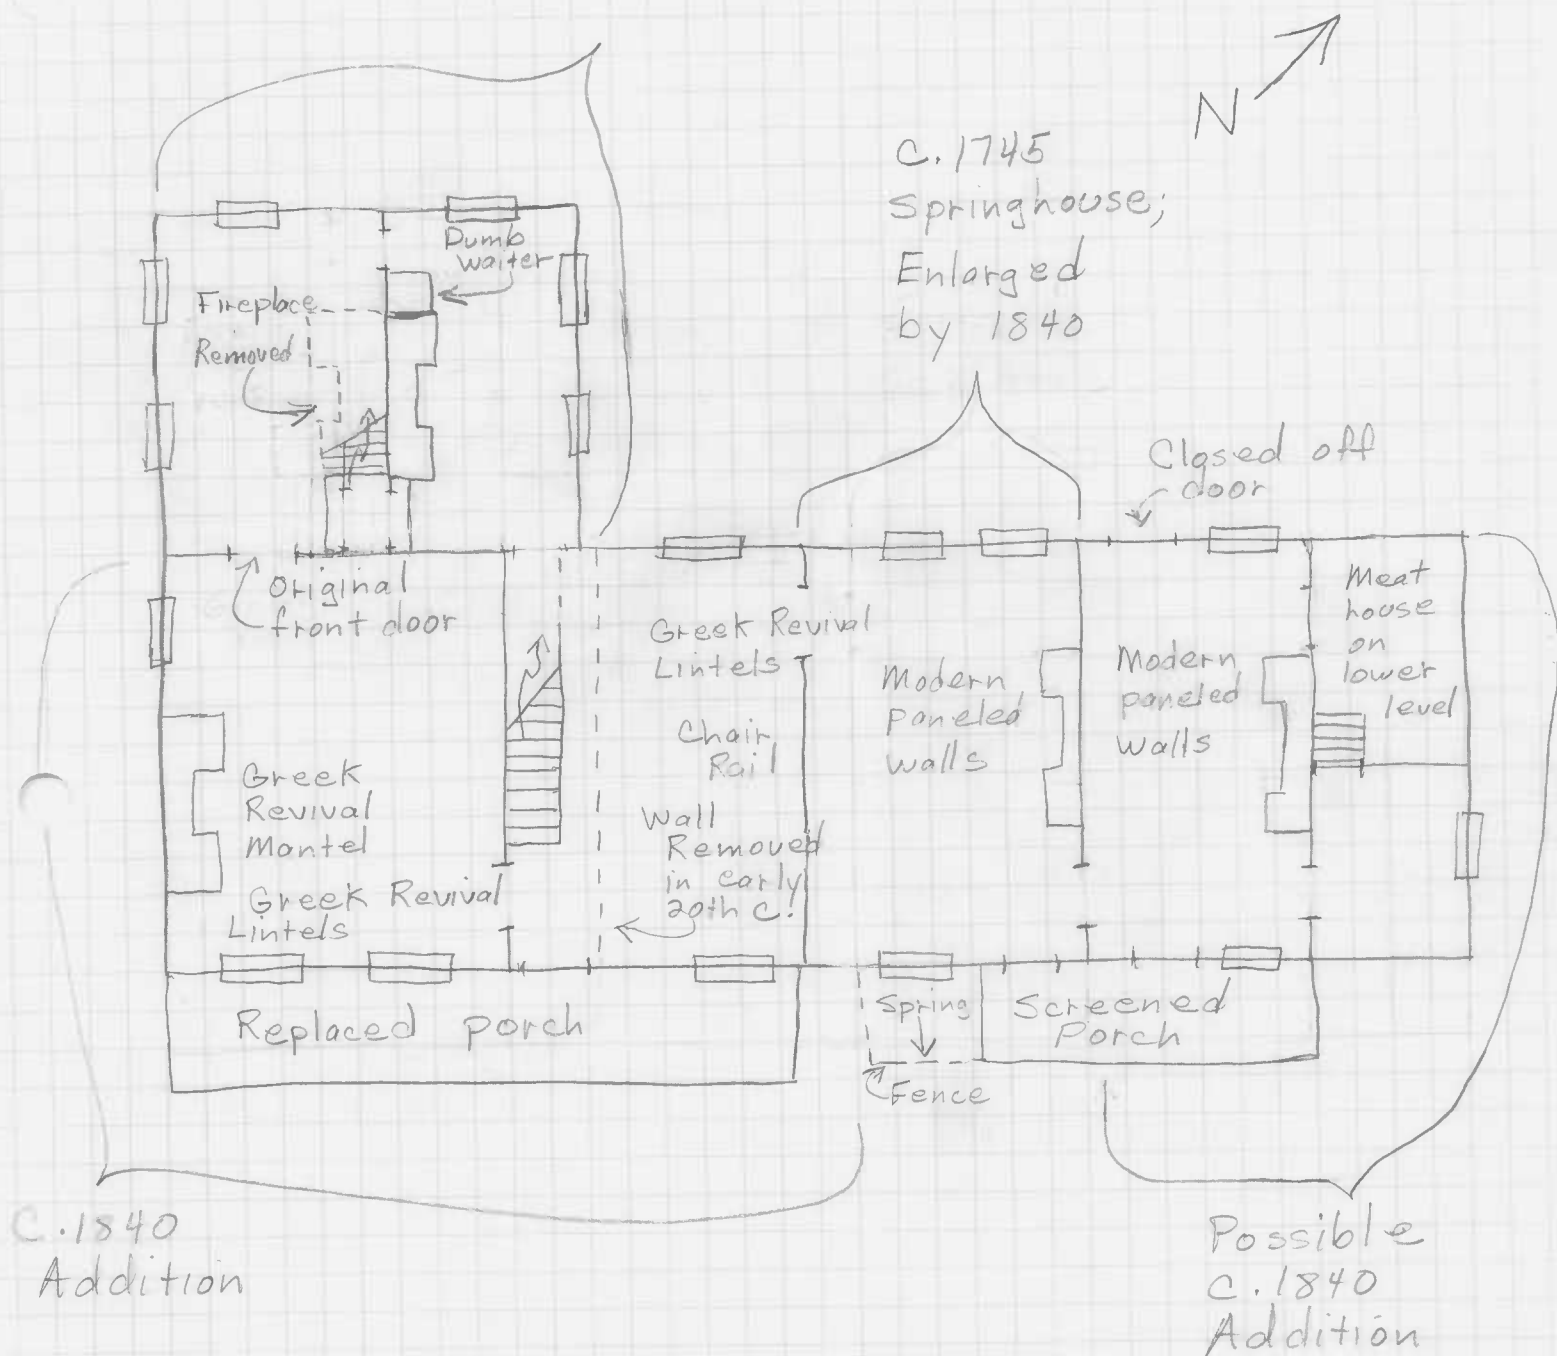 N
C. 1745
Springhouse;
Enlarged
by 1840
Dumb
waiter
Fireplace
Removed
Closed off
door
Original
front door
Greek Revival
Lintels
Chair
Rail
Wall
Removed
in early
20th C.
Modern
paneled
walls
Modern
paneled
walls
Meat
house
on
lower
level
Greek
Revival
Mantel
Greek Revival
Lintels
Replaced porch
Spring
Fence
Screened
Porch
C. 1840
Addition
Possible
C. 1840
Addition